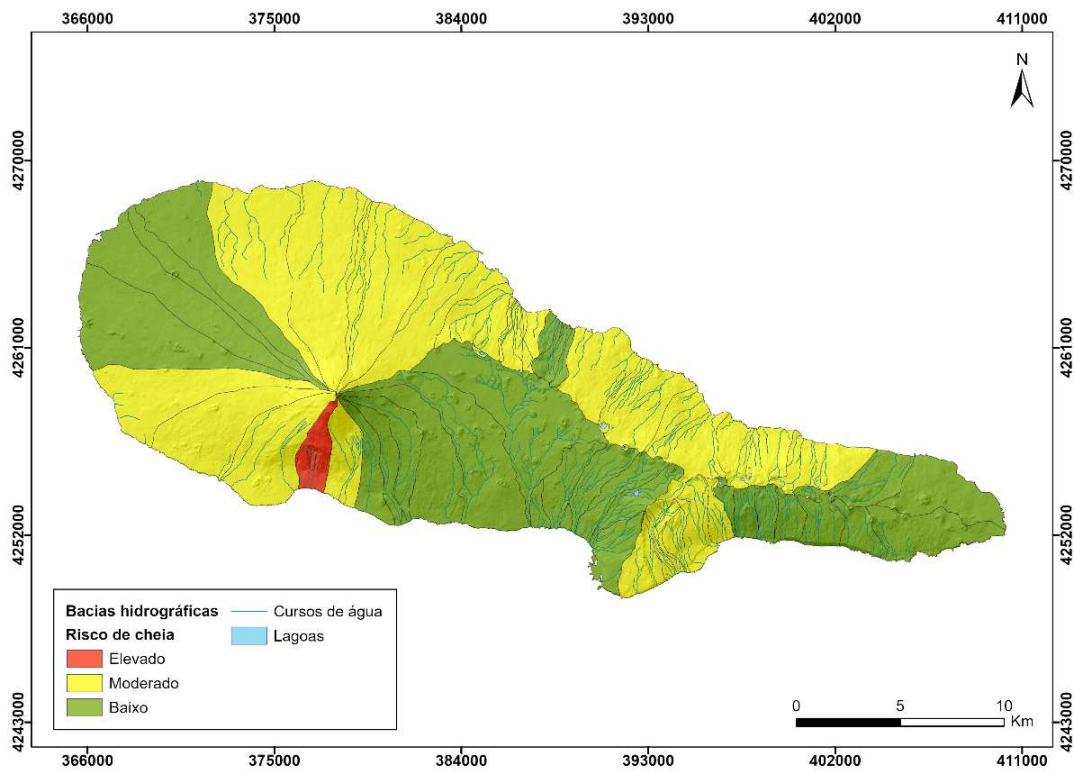 366000 375000 384000 393000 402000 411000
N
4270000 4270000
4261000 4261000
4252000 4252000
4243000 4243000
Bacias hidrográficas
Risco de cheia
Elevado
Moderado
Baixo
Cursos de água
Lagoas
0 5 10
Km
366000 375000 384000 393000 402000 411000